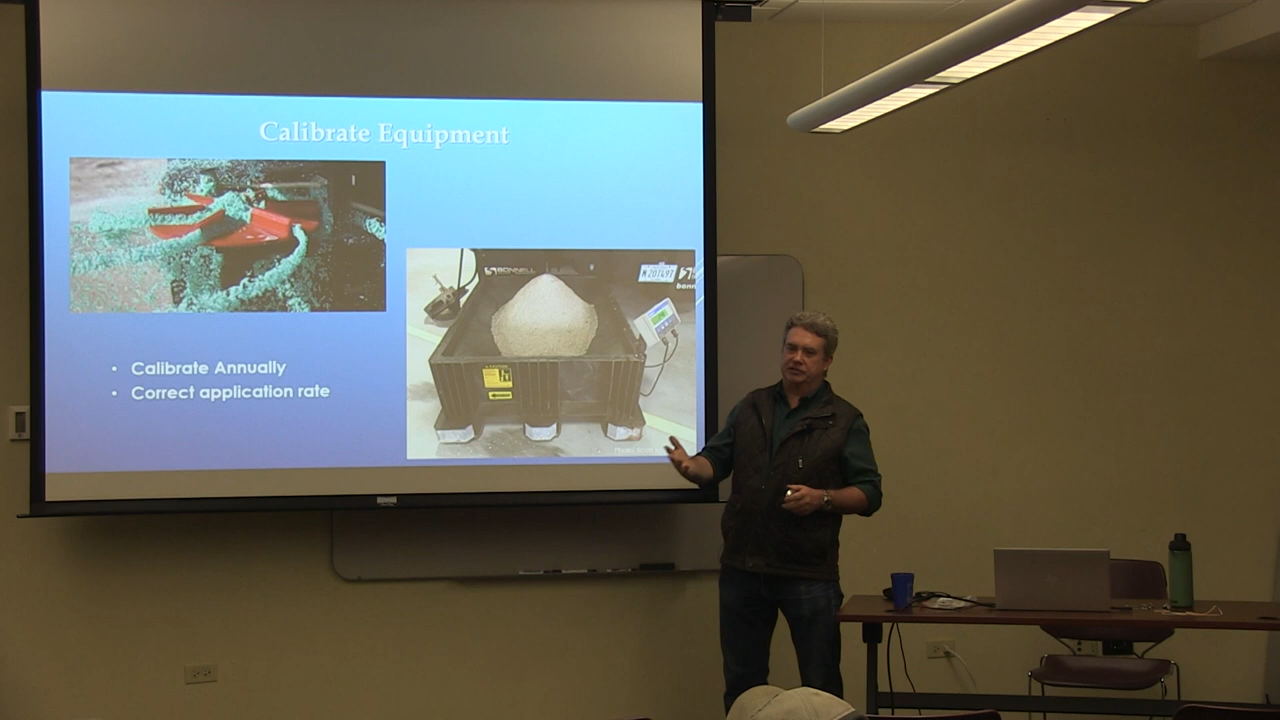 Calibrate Equipment
BONNELL
• Calibrate Annually
• Correct application rate